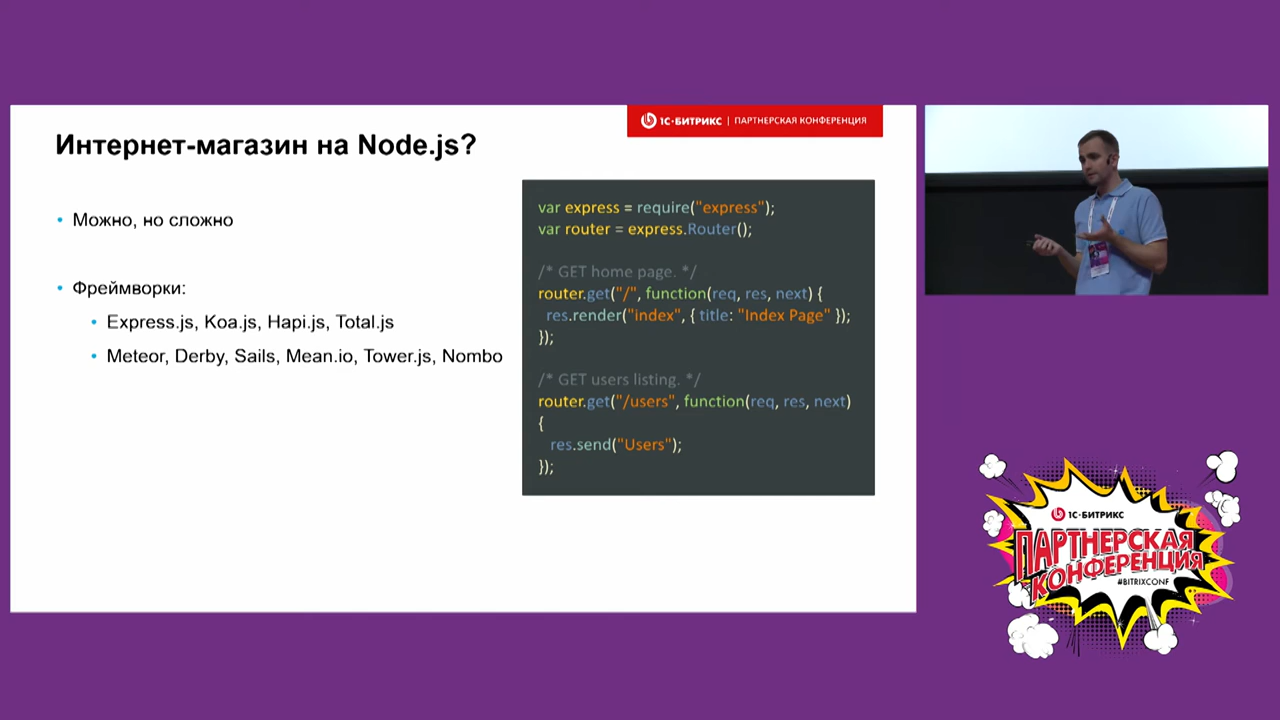 1С-БИТРИКС | ПАРТНЕРСКАЯ КОНФЕРЕНЦИЯ
Интернет-магазин на Node.js?
• Можно, но сложно
• Фреймворки:
• Express.js, Koa.js, Hapi.js, Total.js
• Meteor, Derby, Sails, Mean.io, Tower.js, Nombo
var express = require("express");
var router = express.Router();
/* GET home page. */
router.get("/", function(req, res, next) {
res.render("index", { title: "Index Page" });
});
/* GET users listing. */
router.get("/users", function(req, res, next)
{
res.send("Users");
});
1С-БИТРИКС
ПАРТНЕРСКАЯ
КОНФЕРЕНЦИЯ
#BITRIXCONF